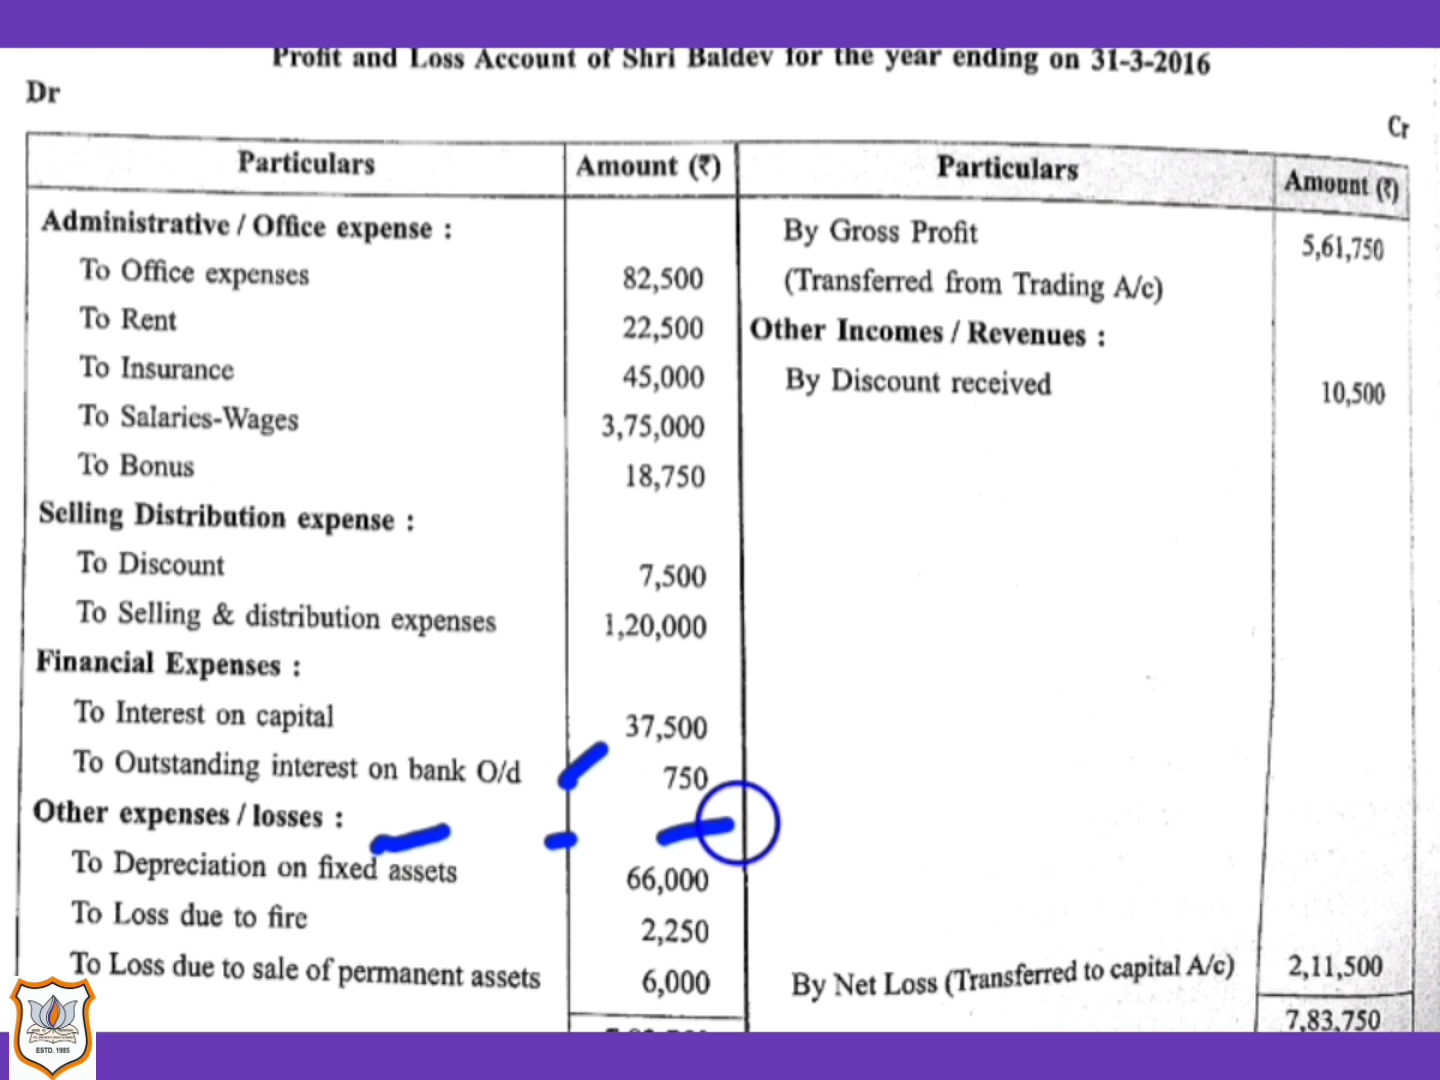 Profit and Loss Account of Shri Baldev for the year ending on 31-3-2016
Dr
Cr
Particulars Amount (₹) Particulars Amount (₹)
Administrative / Office expense :
By Gross Profit 5,61,750
To Office expenses 82,500 (Transferred from Trading A/c)
To Rent 22,500 Other Incomes / Revenues :
To Insurance 45,000 By Discount received 10,500
To Salaries-Wages 3,75,000
To Bonus 18,750
Selling Distribution expense :
To Discount 7,500
To Selling & distribution expenses 1,20,000
Financial Expenses :
To Interest on capital 37,500
To Outstanding interest on bank O/d 750
Other expenses / losses :
To Depreciation on fixed assets 66,000
To Loss due to fire 2,250
To Loss due to sale of permanent assets 6,000 By Net Loss (Transferred to capital A/c) 2,11,500
7,83,750
ESTD. 1985